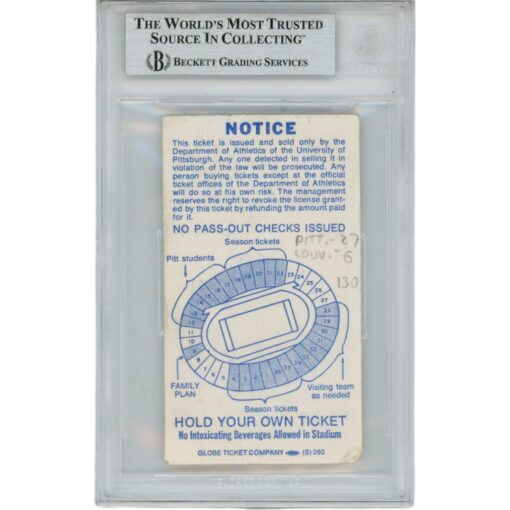 THE WORLD'S MOST TRUSTED
SOURCE IN COLLECTING™
B BECKETT GRADING SERVICES
NOTICE
This ticket is issued and sold only by the
Department of Athletics of the University of
Pittsburgh. Any one detected in selling it in
violation of the law will be prosecuted. Any
person buying tickets except at the official
ticket offices of the Department of Athletics
will do so at his own risk. The management
reserves the right to revoke the license grant-
ed by this ticket by refunding the amount paid
for it.
NO PASS-OUT CHECKS ISSUED
Season tickets
PITT.-27
LOUV.-6
130
Pitt students
FAMILY
PLAN
Visiting team
as needed
Season tickets
HOLD YOUR OWN TICKET
No Intoxicating Beverages Allowed in Stadium
GLOBE TICKET COMPANY (S) 280